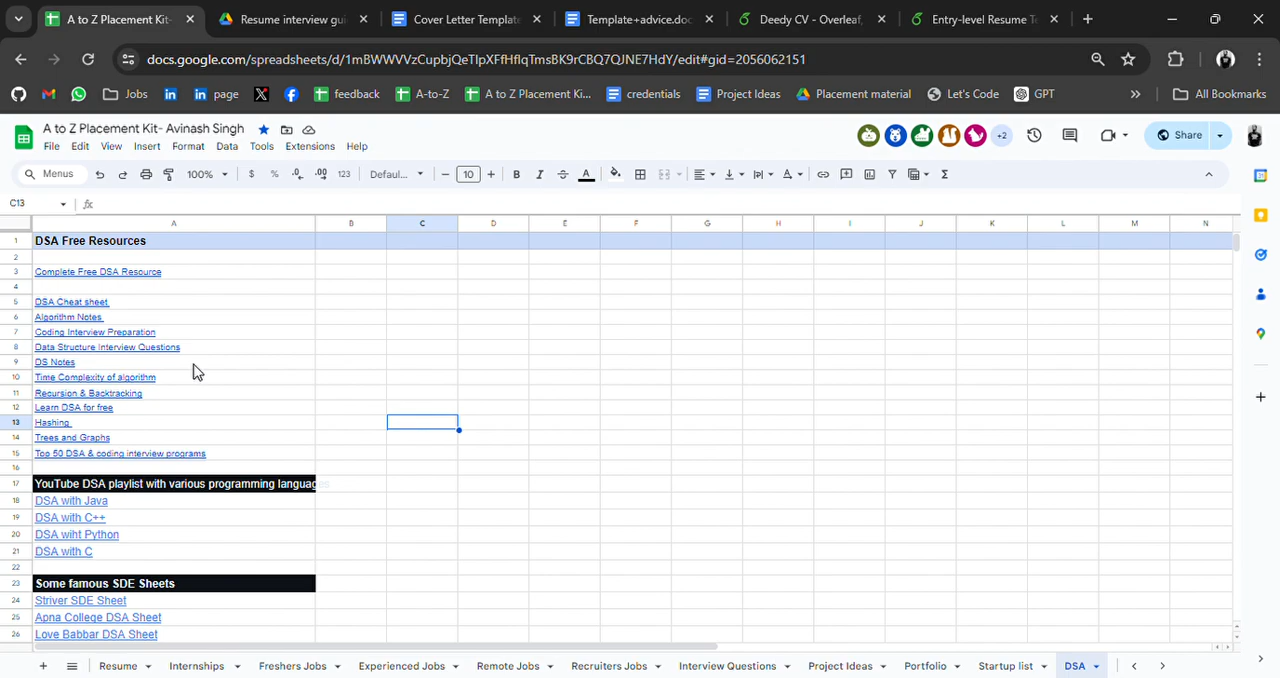 A to Z Placement Kit-
Resume interview gui
Cover Letter Template
Template+advice.doc
Deedy CV - Overleaf,
Entry-level Resume Te
docs.google.com/spreadsheets/d/1mBWWVVzCupbjQeTlpXFfHflqTmsBK9rCBQ7QJNE7HdY/edit#gid=2056062151
Jobs
page
feedback
A-to-Z
A to Z Placement Ki...
credentials
Project Ideas
Placement material
Let's Code
GPT
All Bookmarks
A to Z Placement Kit- Avinash Singh
File Edit View Insert Format Data Tools Extensions Help
+2
Share
Menus
100%
$ % .0 .00 123
Defaul...
10
B I A
C13
fx
A B C D E F G H I J K L M N
1 DSA Free Resources
2
3 Complete Free DSA Resource
4
5 DSA Cheat sheet
6 Algorithm Notes
7 Coding Interview Preparation
8 Data Structure Interview Questions
9 DS Notes
10 Time Complexity of algorithm
11 Recursion & Backtracking
12 Learn DSA for free
13 Hashing
14 Trees and Graphs
15 Top 50 DSA & coding interview programs
16
17 YouTube DSA playlist with various programming languages
18 DSA with Java
19 DSA with C++
20 DSA wiht Python
21 DSA with C
22
23 Some famous SDE Sheets
24 Striver SDE Sheet
25 Apna College DSA Sheet
26 Love Babbar DSA Sheet
Resume
Internships
Freshers Jobs
Experienced Jobs
Remote Jobs
Recruiters Jobs
Interview Questions
Project Ideas
Portfolio
Startup list
DSA